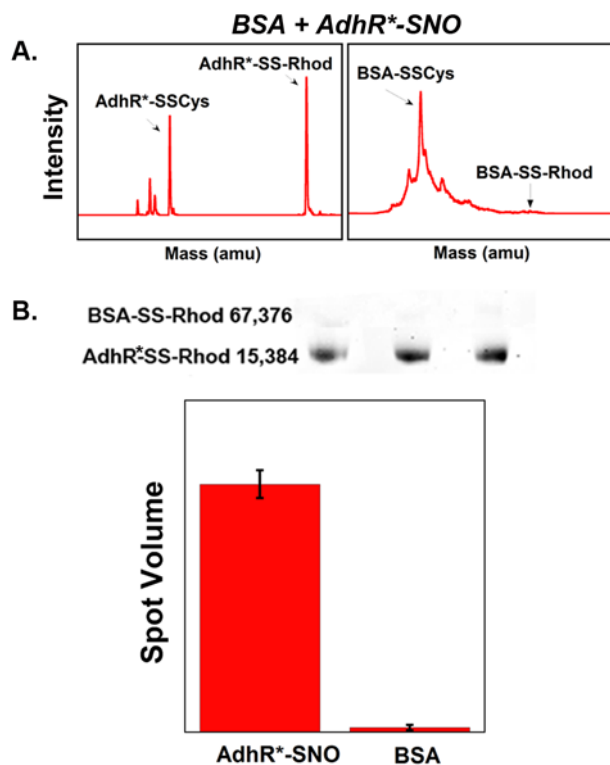 BSA + AdhR*-SNO
A.
Intensity
AdhR*-SSCys
AdhR*-SS-Rhod
Mass (amu)
BSA-SSCys
BSA-SS-Rhod
Mass (amu)
B.
BSA-SS-Rhod 67,376
AdhR*-SS-Rhod 15,384
Spot Volume
AdhR*-SNO
BSA